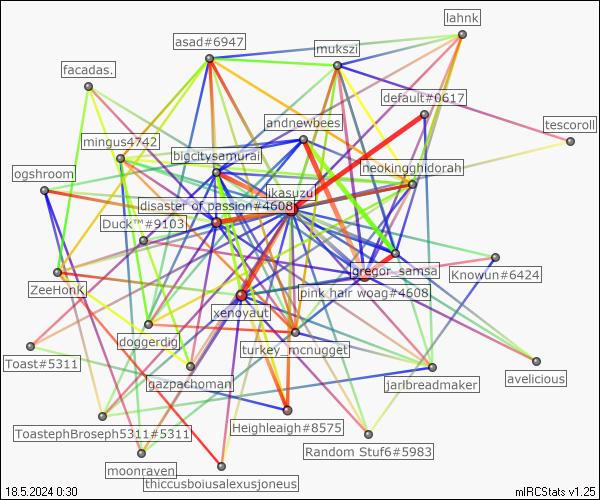 lahnk
asad#6947
mukszi
facadas.
default#0617
andnewbees
tescoroll
mingus4742
bigcitysamurai
neokingghidorah
ogshroom
ikasuzu
disaster of passion#4608
Duck™#9103
gregor_samsa
Knowun#6424
ZeeHonK
pink hair woag#4508
xenoyaut
doggerdig
turkey_mcnugget
Toast#5311
avelicious
gazpachoman
jarlbreadmaker
Heighleaigh#8575
ToastephBroseph5311#5311
Random Stuf6#5983
moonraven
thiccusboiusalexusjoneus
18.5.2024 0:30
mIRCStats v1.25